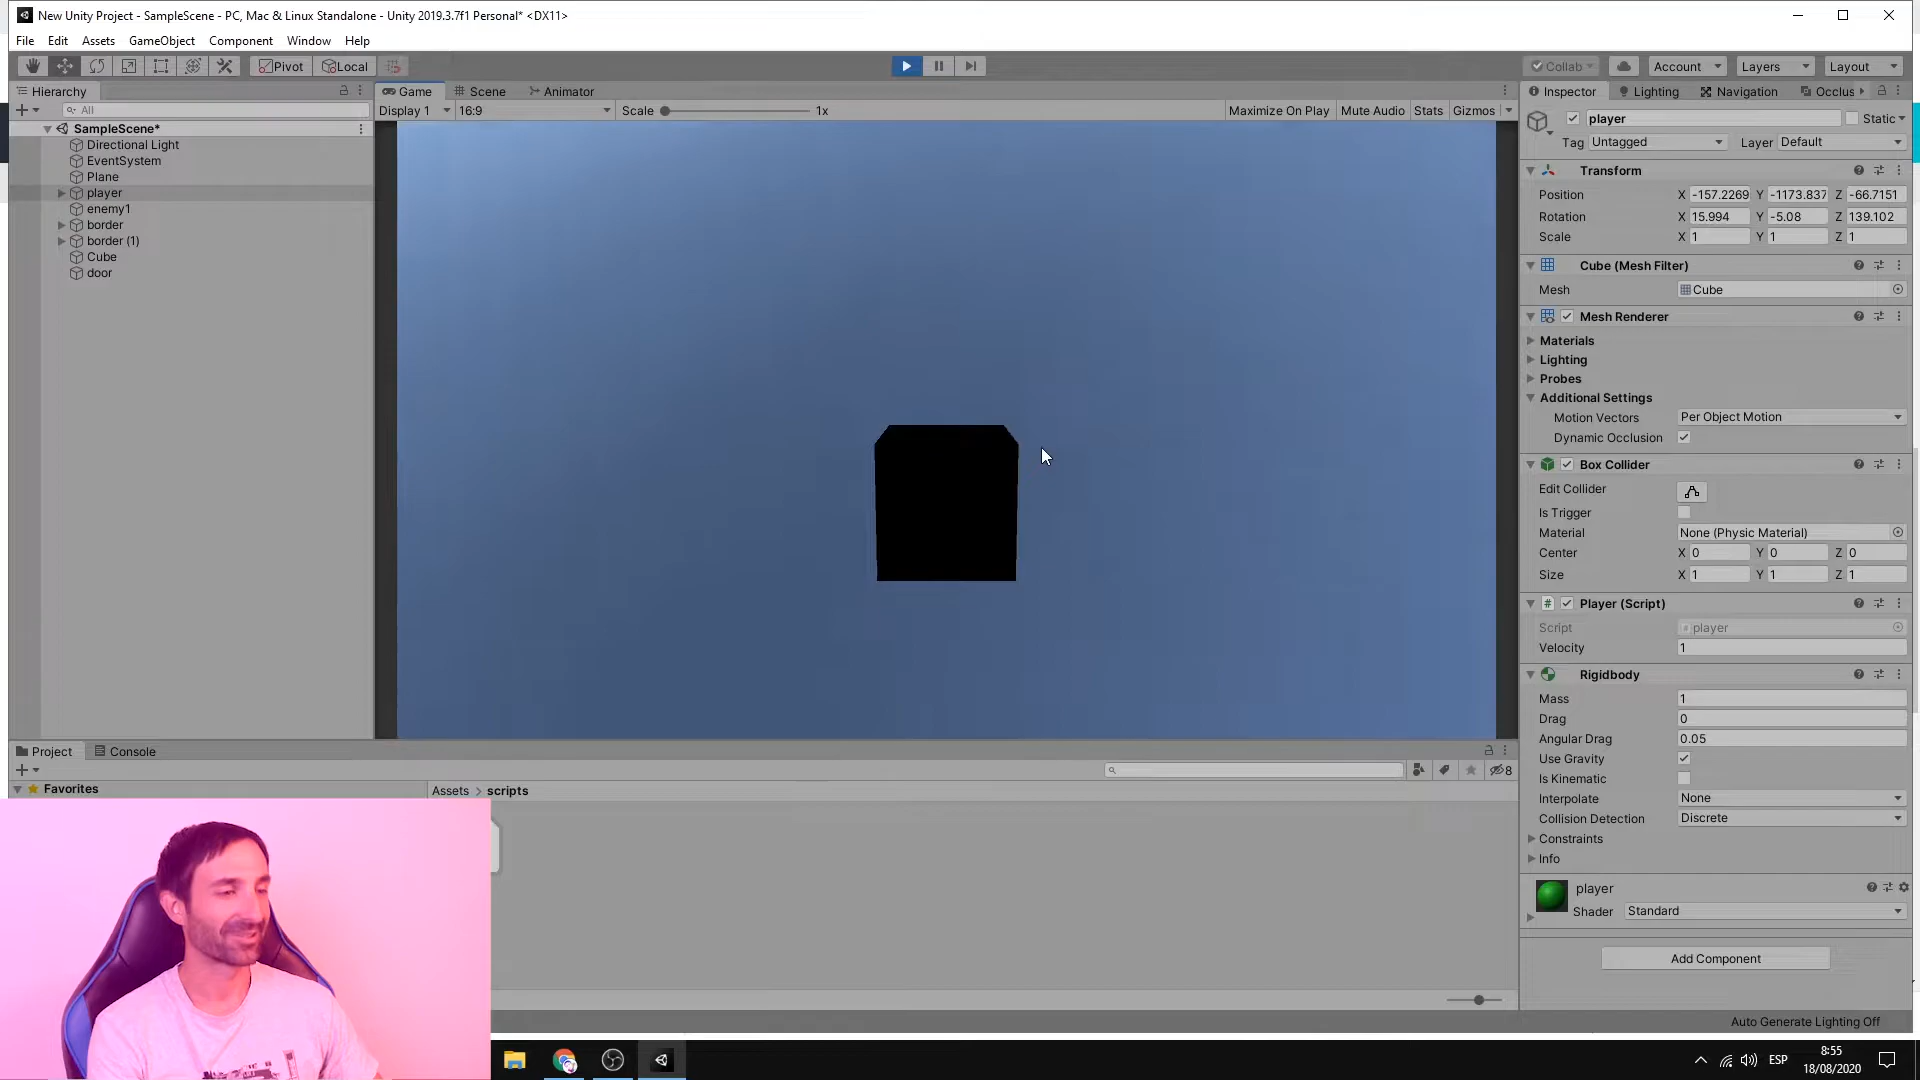 New Unity Project - SampleScene - PC, Mac & Linux Standalone - Unity 2019.3.7f1 Personal* <DX11>
File Edit Assets GameObject Component Window Help
Pivot Local Collab Account Layers Layout
Hierarchy
All
SampleScene*
Directional Light
EventSystem
Plane
player
enemy1
border
border (1)
Cube
door
Game Scene Animator
Display 1 16:9 Scale 1x Maximize On Play Mute Audio Stats Gizmos
Inspector Lighting Navigation Occlus
player Static
Tag Untagged Layer Default
Transform
Position X -157.2269 Y -1173.837 Z -66.7151
Rotation X 15.994 Y -5.08 Z 139.102
Scale X 1 Y 1 Z 1
Cube (Mesh Filter)
Mesh Cube
Mesh Renderer
Materials
Lighting
Probes
Additional Settings
Motion Vectors Per Object Motion
Dynamic Occlusion
Box Collider
Edit Collider
Is Trigger
Material None (Physic Material)
Center X 0 Y 0 Z 0
Size X 1 Y 1 Z 1
# Player (Script)
Script # player
Velocity 1
Rigidbody
Mass 1
Drag 0
Angular Drag 0.05
Use Gravity
Is Kinematic
Interpolate None
Collision Detection Discrete
Constraints
Info
player
Shader Standard
Add Component
Project Console
8
Favorites
Assets > scripts
Auto Generate Lighting Off
ESP
8:55
18/08/2020